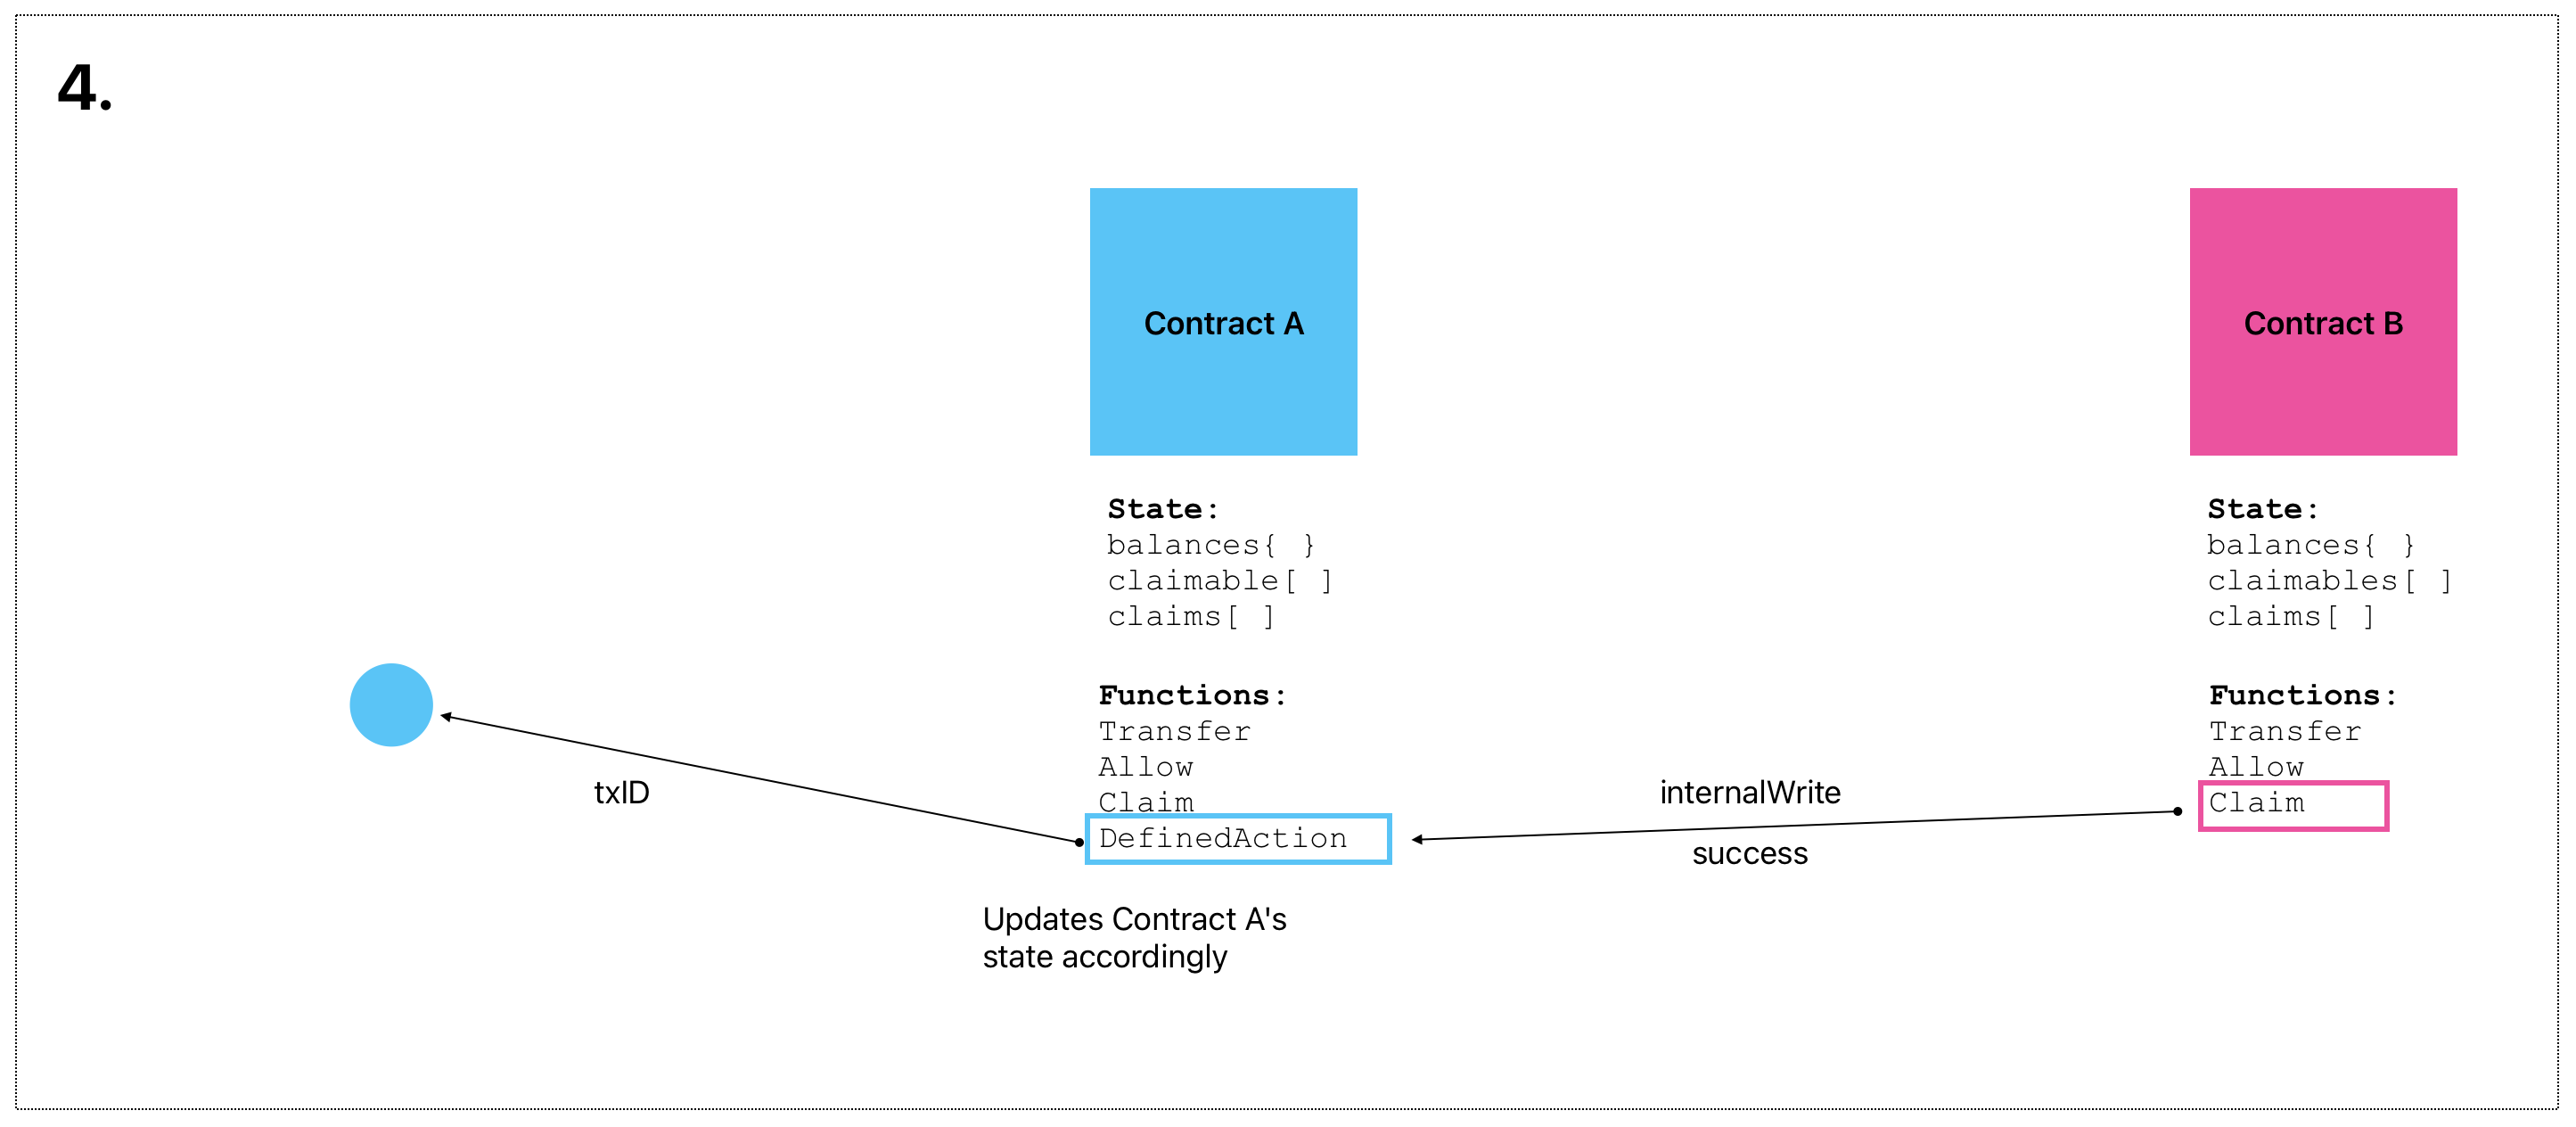 4.
Contract A
Contract B
State:
balances{ }
claimable[ ]
claims[ ]
State:
balances{ }
claimables[ ]
claims[ ]
Functions:
Transfer
Allow
Claim
DefinedAction
Functions:
Transfer
Allow
Claim
txID
internalWrite
success
Updates Contract A's
state accordingly